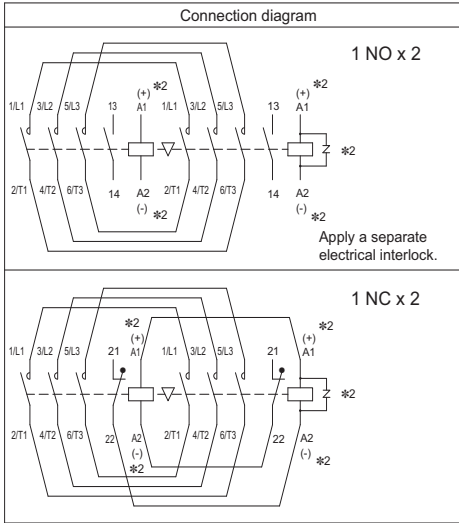 Connection diagram
1 NO x 2
(+) *2 (+) *2
1/L1 3/L2 5/L3 13 A1 1/L1 3/L2 5/L3 13 A1
*2
2/T1 4/T2 6/T3 14 A2 2/T1 4/T2 6/T3 14 A2
(-) *2 (-) *2
Apply a separate
electrical interlock.
1 NC x 2
*2 *2
(+) (+)
1/L1 3/L2 5/L3 21 A1 1/L1 3/L2 5/L3 21 A1
*2
2/T1 4/T2 6/T3 22 A2 2/T1 4/T2 6/T3 22 A2
(-) (-) *2
*2